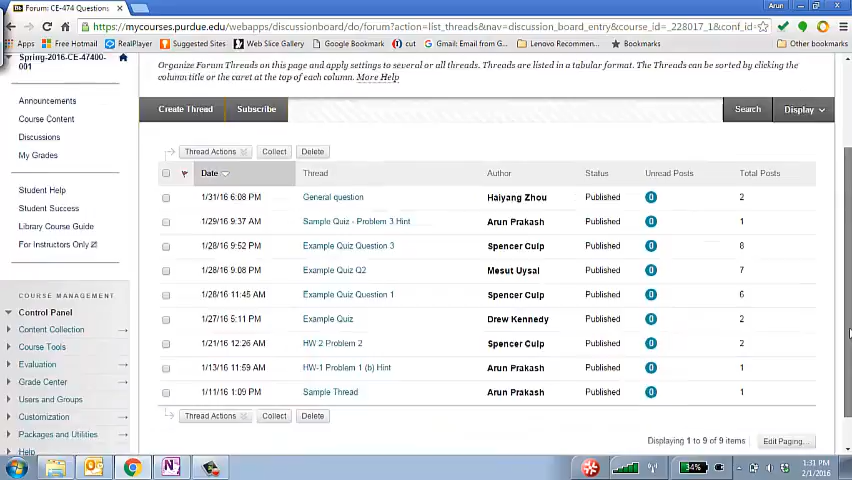 Forum: CE-474 Questions
Arun
https://mycourses.purdue.edu/webapps/discussionboard/do/forum?action=list_threads&nav=discussion_board_entry&course_id=_228017_1&conf_id=
Apps
Ford
RealPlayer
Suggested Sites
Web Slice Gallery
Google Bookmark
cut
Gmail: Email from G...
Lenovo Recommen...
Bookmarks
Other bookmarks
Spring-2016-CE-47400-001
Announcements
Course Content
Discussions
My Grades
Student Help
Student Success
Library Course Guide
For Instructors Only
COURSE MANAGEMENT
Control Panel
Content Collection
Course Tools
Evaluation
Grade Center
Users and Groups
Customization
Packages and Utilities
Help
Organize Forum Threads on this page and apply settings to several or all threads. Threads are listed in a tabular format. The Threads can be sorted by clicking the
column title or the caret at the top of each column. More Help
Create Thread Subscribe Search Display
Thread Actions Collect Delete
Date Thread Author Status Unread Posts Total Posts
1/31/16 6:08 PM General question Haiyang Zhou Published 0 2
1/29/16 9:37 AM Sample Quiz - Problem 3 Hint Arun Prakash Published 0 1
1/28/16 9:52 PM Example Quiz Question 3 Spencer Culp Published 0 8
1/28/16 9:08 PM Example Quiz Q2 Mesut Uysal Published 0 7
1/28/16 11:45 AM Example Quiz Question 1 Spencer Culp Published 0 6
1/27/16 5:11 PM Example Quiz Drew Kennedy Published 0 2
1/21/16 12:26 AM HW 2 Problem 2 Spencer Culp Published 0 2
1/13/16 11:59 AM HW-1 Problem 1 (b) Hint Arun Prakash Published 0 1
1/11/16 1:09 PM Sample Thread Arun Prakash Published 0 1
Thread Actions Collect Delete
Displaying 1 to 9 of 9 items Edit Paging...
34%
1:31 PM
2/1/2016